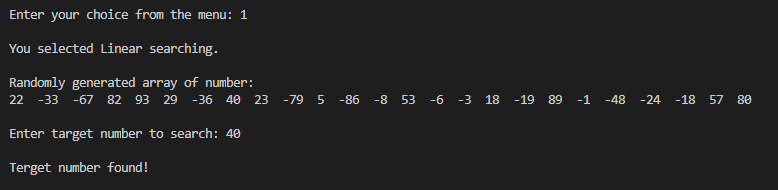 Enter your choice from the menu: 1
You selected Linear searching.
Randomly generated array of number:
22  -33  -67  82  93  29  -36  40  23  -79  5  -86  -8  53  -6  -3  18  -19  89  -1  -48  -24  -18  57  80
Enter target number to search: 40
Terget number found!